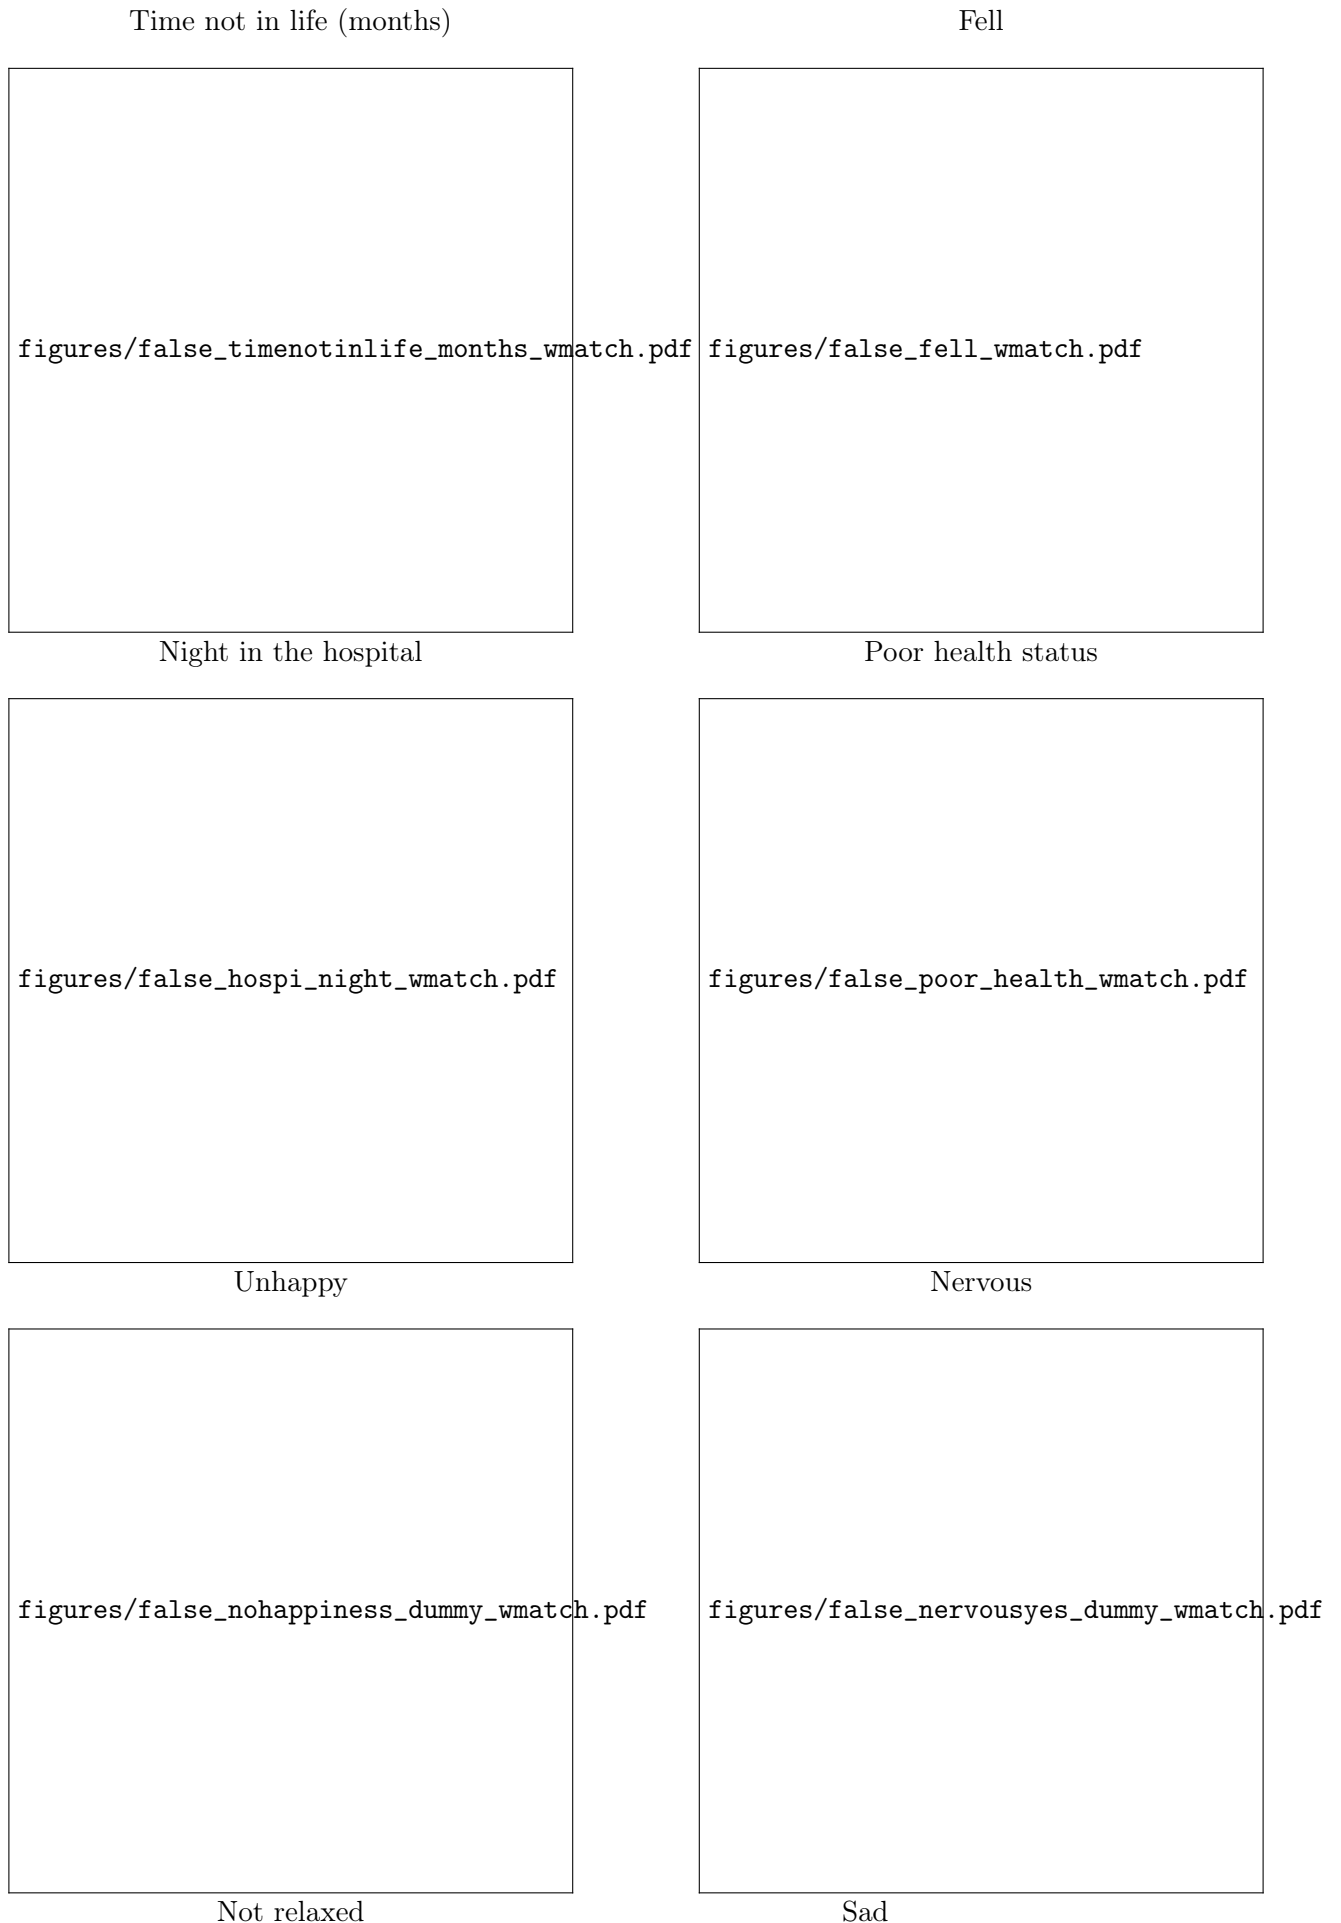 Time not in life (months)
Fell
figures/false_timenotinlife_months_wmatch.pdf
figures/false_fell_wmatch.pdf
Night in the hospital
Poor health status
figures/false_hospi_night_wmatch.pdf
figures/false_poor_health_wmatch.pdf
Unhappy
Nervous
figures/false_nohappiness_dummy_wmatch.pdf
figures/false_nervousyes_dummy_wmatch.pdf
Not relaxed
Sad